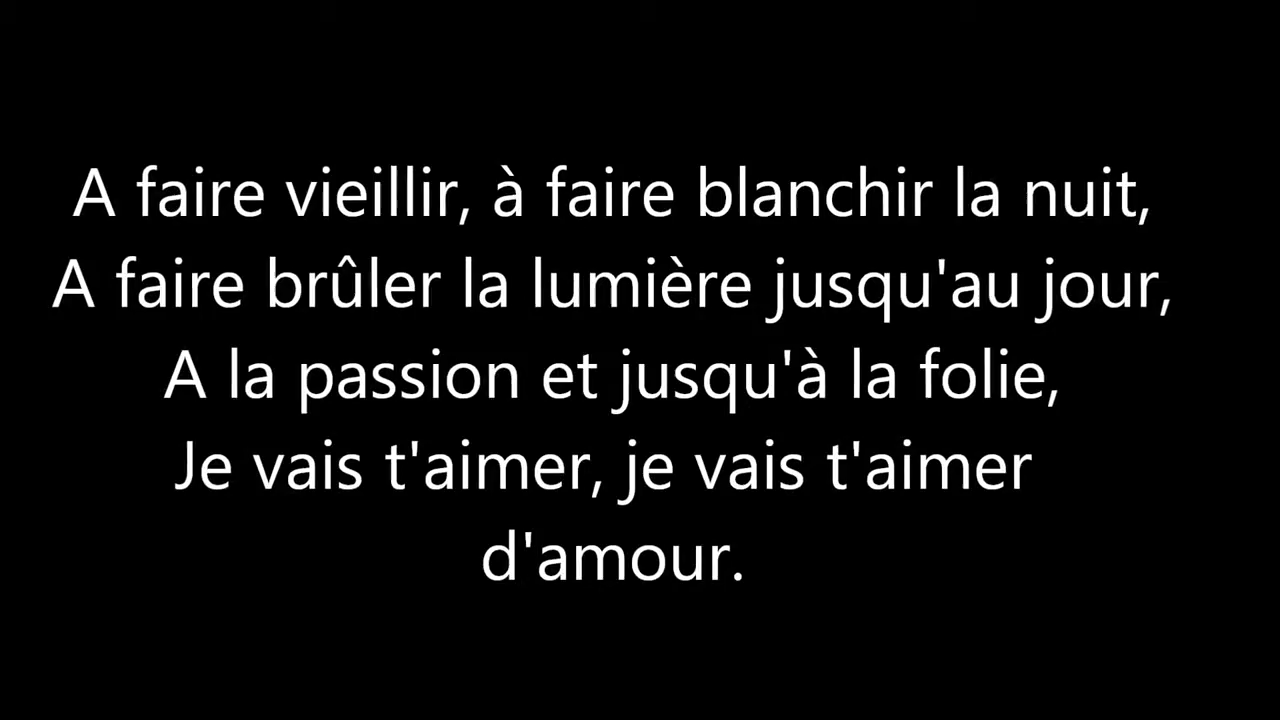 A faire vieillir, à faire blanchir la nuit,
A faire brûler la lumière jusqu'au jour,
A la passion et jusqu'à la folie,
Je vais t'aimer, je vais t'aimer
d'amour.